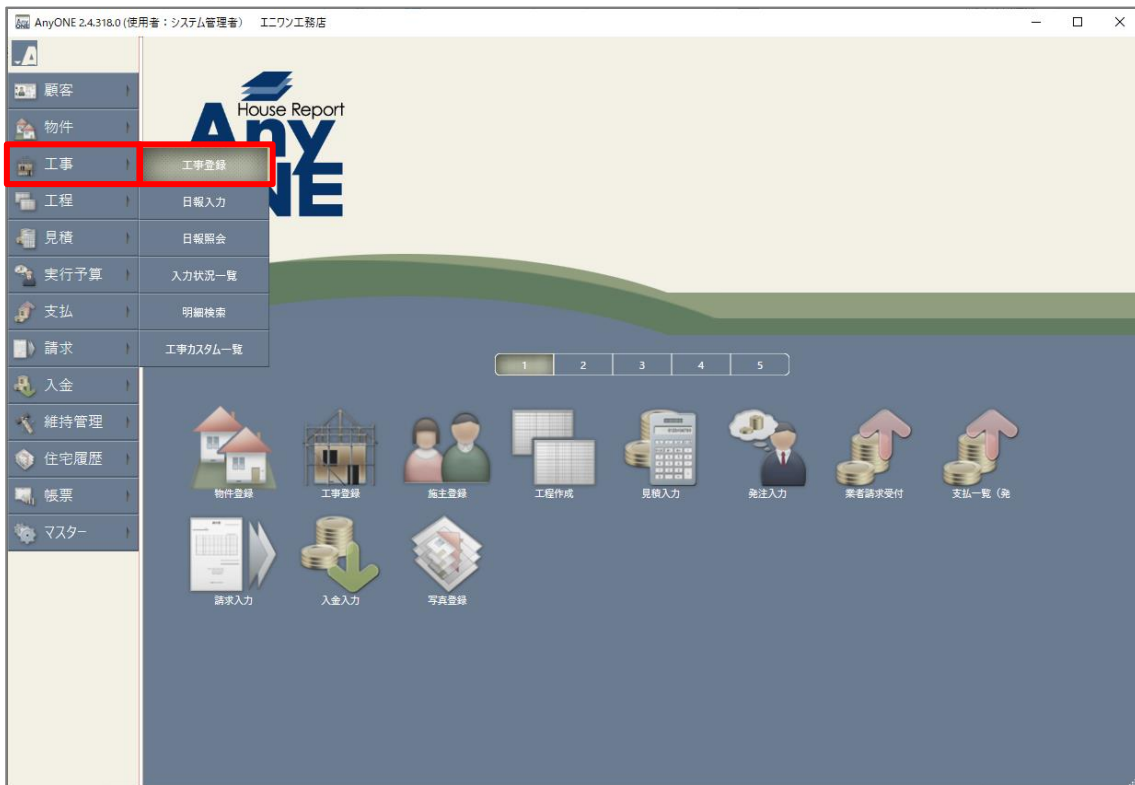 AnyONE 2.4.318.0 (使用者：システム管理者) エニワン工務店
House Report
Any
ONE
顧客
物件
工事
工事登録
工程
日報入力
見積
日報照会
実行予算
入力状況一覧
支払
明細検索
請求
工事カスタム一覧
入金
維持管理
住宅履歴
帳票
マスター
1 2 3 4 5
物件登録 工事登録 施主登録 工程作成 見積入力 発注入力 業者請求受付 支払一覧（発
請求入力 入金入力 写真登録